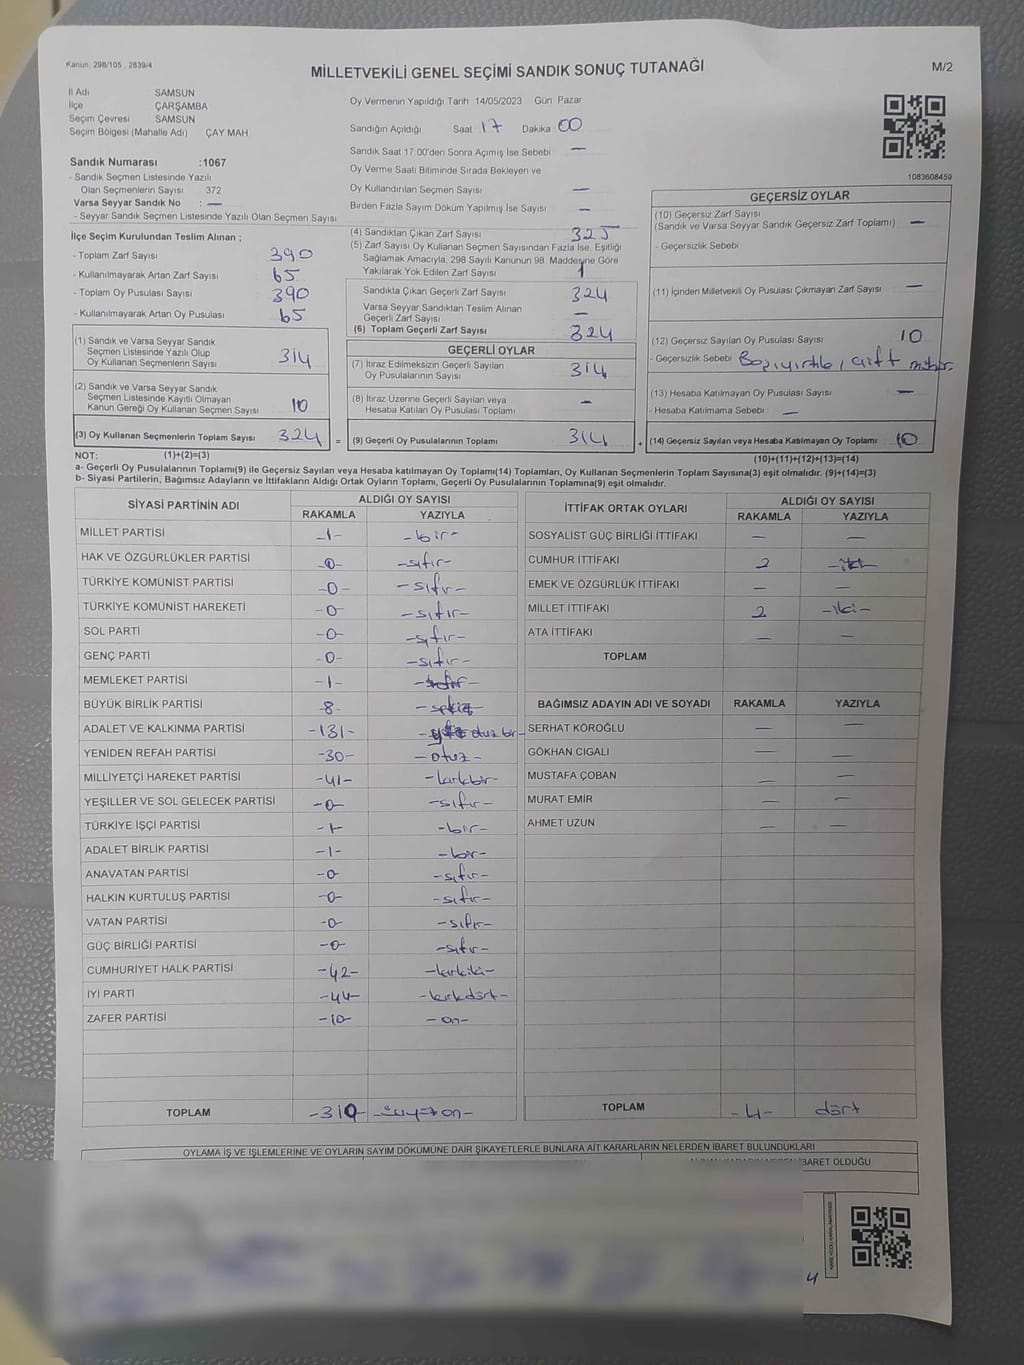 Kanun: 298/105 , 2839/4
MİLLETVEKİLİ GENEL SEÇİMİ SANDIK SONUÇ TUTANAĞI
M/2
İl Adı SAMSUN
İlçe ÇARŞAMBA
Seçim Çevresi SAMSUN
Seçim Bölgesi (Mahalle Adı) ÇAY MAH
Sandık Numarası :1067
- Sandık Seçmen Listesinde Yazılı
Olan Seçmenlerin Sayısı 372
Varsa Seyyar Sandık No : —
- Seyyar Sandık Seçmen Listesinde Yazılı Olan Seçmen Sayısı
Oy Vermenin Yapıldığı Tarih 14/05/2023 Gün Pazar
Sandığın Açıldığı Saat 17 Dakika 00
Sandık Saat 17:00'den Sonra Açımış İse Sebebi —
Oy Verme Saati Bitiminde Sırada Bekleyen ve
Oy Kullandırılan Seçmen Sayısı —
Birden Fazla Sayım Döküm Yapılmış İse Sayısı —
1083608459
İlçe Seçim Kurulundan Teslim Alınan ;
- Toplam Zarf Sayısı 390
- Kullanılmayarak Artan Zarf Sayısı 65
- Toplam Oy Pusulası Sayısı 390
- Kullanılmayarak Artan Oy Pusulası 65
(1) Sandık ve Varsa Seyyar Sandık
Seçmen Listesinde Yazılı Olup
Oy Kullanan Seçmenlerin Sayısı 314
(2) Sandık ve Varsa Seyyar Sandık
Seçmen Listesinde Kayıtlı Olmayan
Kanun Gereği Oy Kullanan Seçmen Sayısı 10
(3) Oy Kullanan Seçmenlerin Toplam Sayısı 324 =
(4) Sandıktan Çıkan Zarf Sayısı 325
(5) Zarf Sayısı Oy Kullanan Seçmen Sayısından Fazla İse, Eşitliği
Sağlamak Amacıyla, 298 Sayılı Kanunun 98. Maddesine Göre
Yakılarak Yok Edilen Zarf Sayısı 1
Sandıkta Çıkan Geçerli Zarf Sayısı 324
Varsa Seyyar Sandıktan Teslim Alınan
Geçerli Zarf Sayısı —
(6) Toplam Geçerli Zarf Sayısı 324
GEÇERLİ OYLAR
(7) İtiraz Edilmeksizin Geçerli Sayılan
Oy Pusulalarının Sayısı 314
(8) İtiraz Üzerine Geçerli Sayılan veya
Hesaba Katılan Oy Pusulası Toplamı —
(9) Geçerli Oy Pusulalarının Toplamı 314 +
GEÇERSİZ OYLAR
(10) Geçersiz Zarf Sayısı
(Sandık ve Varsa Seyyar Sandık Geçersiz Zarf Toplamı) —
- Geçersizlik Sebebi
(11) İçinden Milletvekili Oy Pusulası Çıkmayan Zarf Sayısı —
(12) Geçersiz Sayılan Oy Pusulası Sayısı 10
- Geçersizlik Sebebi çift mühür
(13) Hesaba Katılmayan Oy Pusulası Sayısı —
- Hesaba Katılmama Sebebi —
(14) Geçersiz Sayılan veya Hesaba Katılmayan Oy Toplamı 10
NOT: (1)+(2)=(3) (10)+(11)+(12)+(13)=(14)
a- Geçerli Oy Pusulalarının Toplamı(9) ile Geçersiz Sayılan veya Hesaba katılmayan Oy Toplamı(14) Toplamları, Oy Kullanan Seçmenlerin Toplam Sayısına(3) eşit olmalıdır. (9)+(14)=(3)
b- Siyasi Partilerin, Bağımsız Adayların ve İttifakların Aldığı Ortak Oyların Toplamı, Geçerli Oy Pusulalarının Toplamına(9) eşit olmalıdır.
SİYASİ PARTİNİN ADI ALDIĞI OY SAYISI
RAKAMLA YAZIYLA
MİLLET PARTİSİ -1- -bir-
HAK VE ÖZGÜRLÜKLER PARTİSİ -0- -sıfır-
TÜRKİYE KOMÜNİST PARTİSİ -0- -sıfır-
TÜRKİYE KOMÜNİST HAREKETİ -0- -sıfır-
SOL PARTİ -0- -sıfır-
GENÇ PARTİ -0- -sıfır-
MEMLEKET PARTİSİ -1-
BÜYÜK BİRLİK PARTİSİ -8- -sekiz
ADALET VE KALKINMA PARTİSİ -131- -yüz otuz bir-
YENİDEN REFAH PARTİSİ -30- -otuz-
MİLLİYETÇİ HAREKET PARTİSİ -41- -kırkbir-
YEŞİLLER VE SOL GELECEK PARTİSİ -0- -sıfır-
TÜRKİYE İŞÇİ PARTİSİ -1- -bir-
ADALET BİRLİK PARTİSİ -1- -bir-
ANAVATAN PARTİSİ -0- -sıfır-
HALKIN KURTULUŞ PARTİSİ -0- -sıfır-
VATAN PARTİSİ -0- -sıfır-
GÜÇ BİRLİĞİ PARTİSİ -0- -sıfır-
CUMHURİYET HALK PARTİSİ -42- -kırkiki-
İYİ PARTİ -44- -kırkdört-
ZAFER PARTİSİ -10- -on-
TOPLAM -310- -üçyüz on-
İTTİFAK ORTAK OYLARI ALDIĞI OY SAYISI
RAKAMLA YAZIYLA
SOSYALİST GÜÇ BİRLİĞİ İTTİFAKI — —
CUMHUR İTTİFAKI 2 -iki-
EMEK VE ÖZGÜRLÜK İTTİFAKI — —
MİLLET İTTİFAKI 2 -iki-
ATA İTTİFAKI — —
TOPLAM
BAĞIMSIZ ADAYIN ADI VE SOYADI RAKAMLA YAZIYLA
SERHAT KÖROĞLU — —
GÖKHAN CIGALI — —
MUSTAFA ÇOBAN — —
MURAT EMİR — —
AHMET UZUN — —
TOPLAM -4- dört
OYLAMA İŞ VE İŞLEMLERİNE VE OYLARIN SAYIM DÖKÜMÜNE DAİR ŞİKAYETLERLE BUNLARA AİT KARARLARIN NELERDEN İBARET BULUNDUKLARI
İBARET OLDUĞU